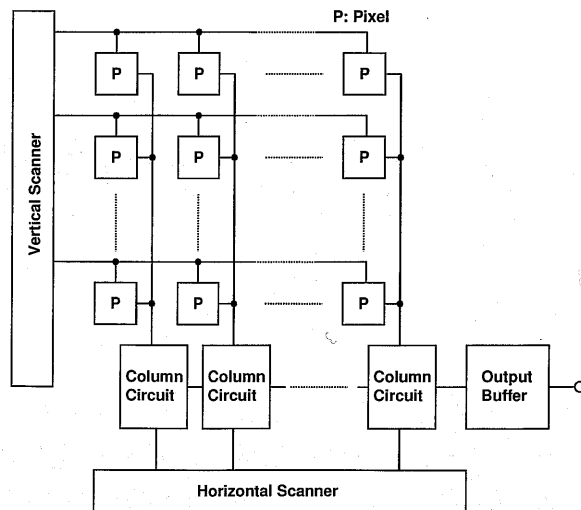 P: Pixel
P P P
P P P
P P P
Vertical Scanner
Column Circuit
Column Circuit
Column Circuit
Output Buffer
Horizontal Scanner